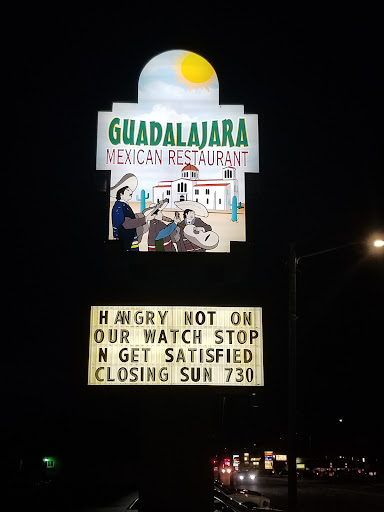 GUADALAJARA
MEXICAN RESTAURANT
HANGRY NOT ON
OUR WATCH STOP
N GET SATISFIED
CLOSING SUN 730